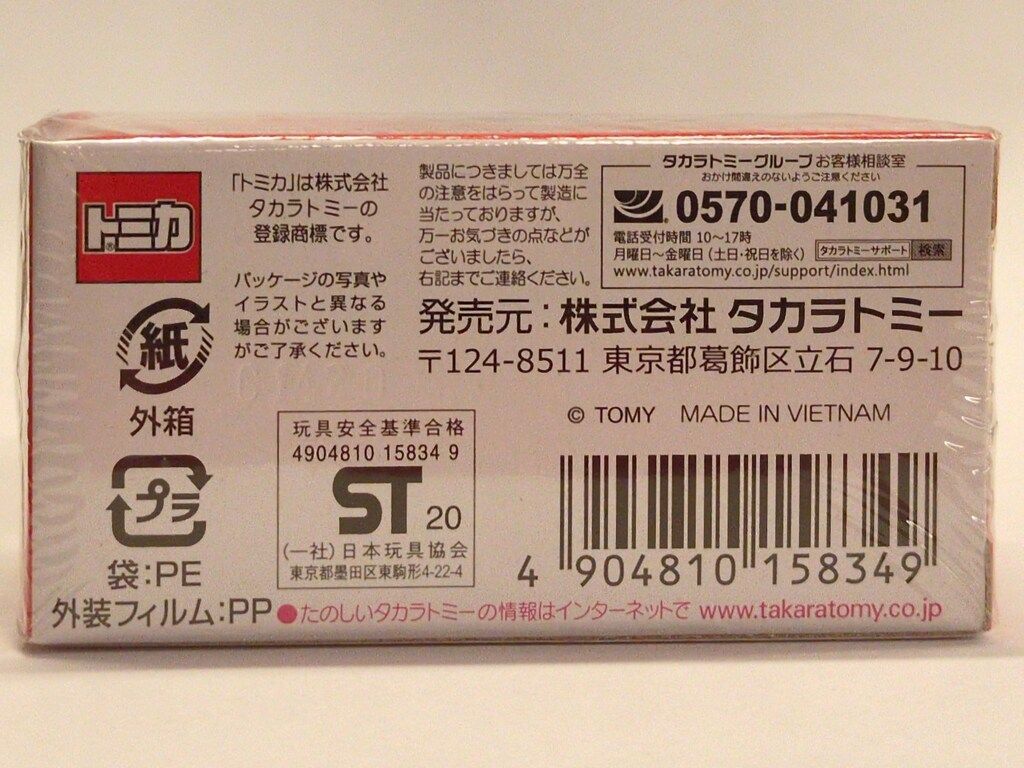 トミカ®
「トミカ」は株式会社
タカラトミーの
登録商標です。
パッケージの写真や
イラストと異なる
場合がございます
がご了承ください。
製品につきましては万全
の注意をはらって製造に
当たっておりますが、
万一お気づきの点などが
ございましたら、
右記までご連絡ください。
タカラトミーグループ お客様相談室
おかけ間違えのないようご注意ください
0570-041031
電話受付時間 10〜17時
月曜日〜金曜日 (土日・祝日を除く) タカラトミーサポート 検索
www.takaratomy.co.jp/support/index.html
発売元：株式会社 タカラトミー
〒124-8511 東京都葛飾区立石 7-9-10
© TOMY MADE IN VIETNAM
紙
外箱
プラ
袋：PE
外装フィルム：PP
玩具安全基準合格
4904810 15834 9
ST 20
(一社) 日本玩具協会
東京都墨田区東駒形4-22-4
4 904810 158349
●たのしいタカラトミーの情報はインターネットで www.takaratomy.co.jp